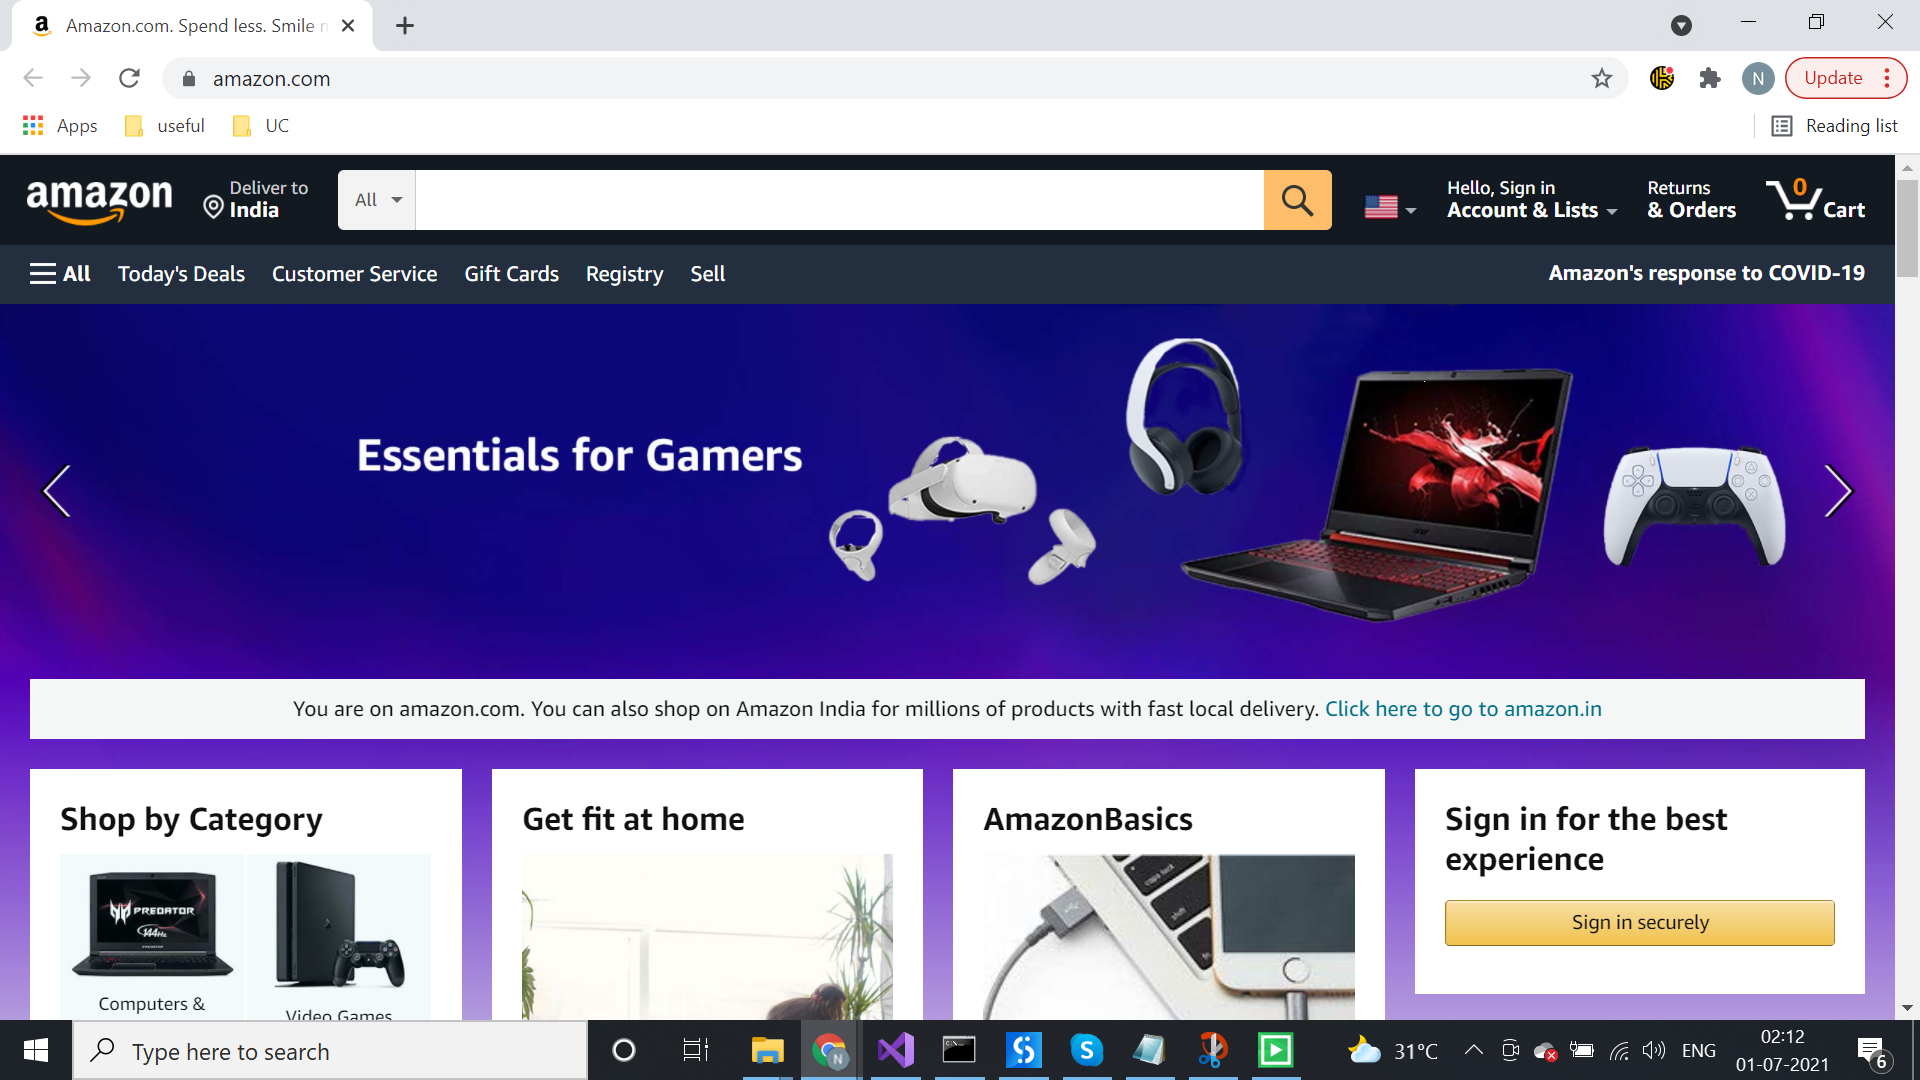 Amazon.com. Spend less. Smile m
amazon.com
N
Update
Apps
useful
UC
Reading list
amazon
Deliver to
India
All
Hello, Sign in
Account & Lists
Returns
& Orders
0
Cart
All
Today's Deals
Customer Service
Gift Cards
Registry
Sell
Amazon's response to COVID-19
Essentials for Gamers
You are on amazon.com. You can also shop on Amazon India for millions of products with fast local delivery. Click here to go to amazon.in
Shop by Category
Get fit at home
AmazonBasics
Sign in for the best
experience
PREDATOR
144Hz
caps lock
shift
Sign in securely
Computers &
Video Games
Type here to search
N
31°C
ENG
02:12
01-07-2021
6